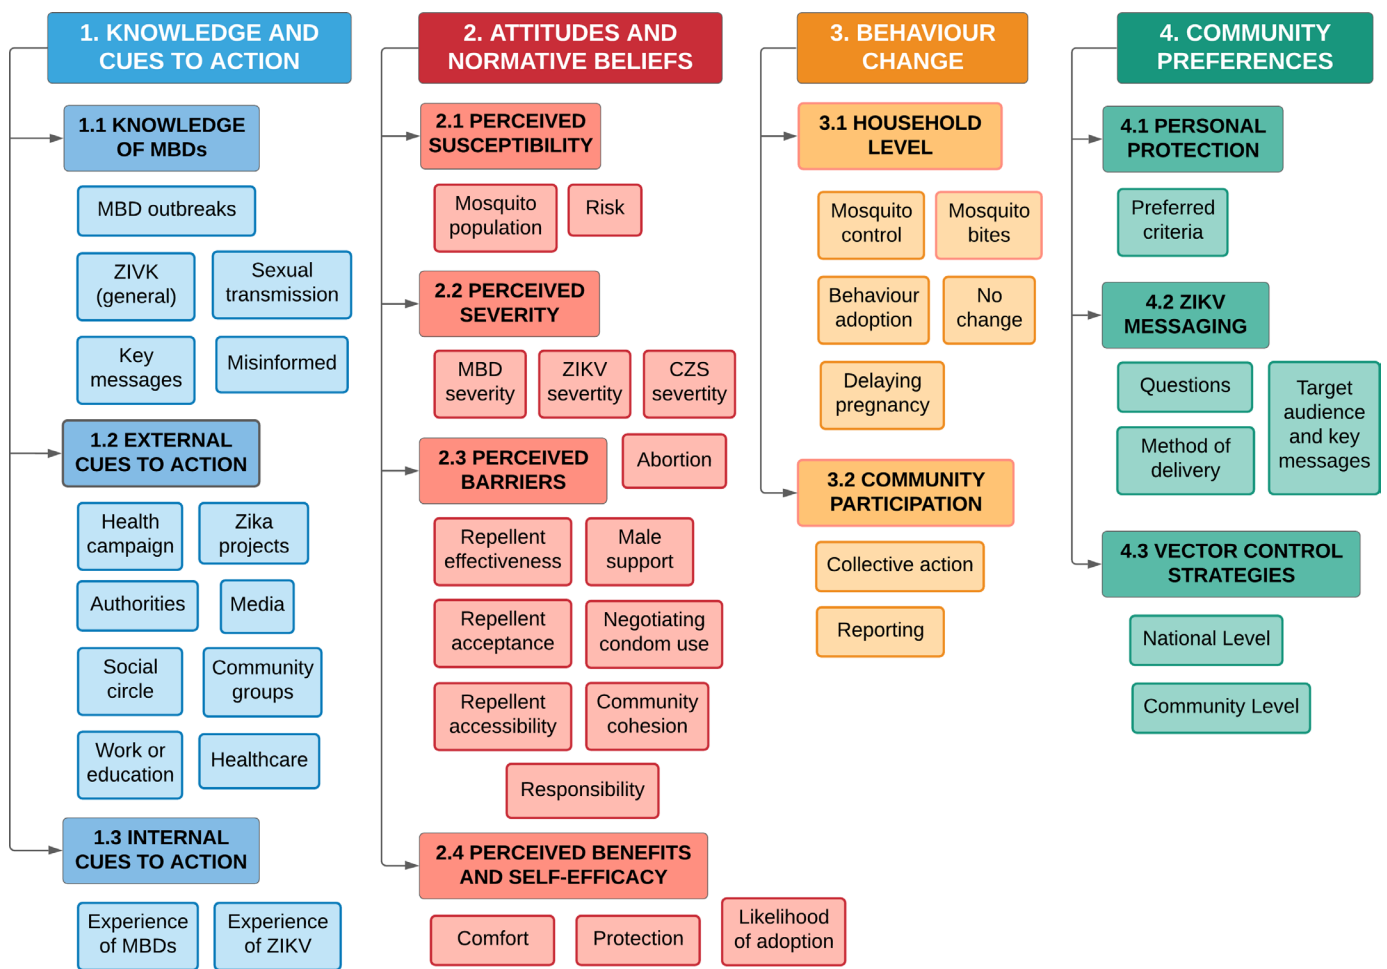 1. KNOWLEDGE AND
CUES TO ACTION
1.1 KNOWLEDGE
OF MBDs
MBD outbreaks
ZIVK
(general)
Sexual
transmission
Key
messages
Misinformed
1.2 EXTERNAL
CUES TO ACTION
Health
campaign
Zika
projects
Authorities
Media
Social
circle
Community
groups
Work or
education
Healthcare
1.3 INTERNAL
CUES TO ACTION
Experience
of MBDs
Experience
of ZIKV
2. ATTITUDES AND
NORMATIVE BELIEFS
2.1 PERCEIVED
SUSCEPTIBILITY
Mosquito
population
Risk
2.2 PERCEIVED
SEVERITY
MBD
severity
ZIKV
severtity
CZS
severtity
Abortion
2.3 PERCEIVED
BARRIERS
Repellent
effectiveness
Male
support
Repellent
acceptance
Negotiating
condom use
Repellent
accessibility
Community
cohesion
Responsibility
2.4 PERCEIVED BENEFITS
AND SELF-EFFICACY
Comfort
Protection
Likelihood
of adoption
3. BEHAVIOUR
CHANGE
3.1 HOUSEHOLD
LEVEL
Mosquito
control
Mosquito
bites
Behaviour
adoption
No
change
Delaying
pregnancy
3.2 COMMUNITY
PARTICIPATION
Collective action
Reporting
4. COMMUNITY
PREFERENCES
4.1 PERSONAL
PROTECTION
Preferred
criteria
4.2 ZIKV
MESSAGING
Questions
Method of
delivery
Target
audience
and key
messages
4.3 VECTOR CONTROL
STRATEGIES
National Level
Community Level